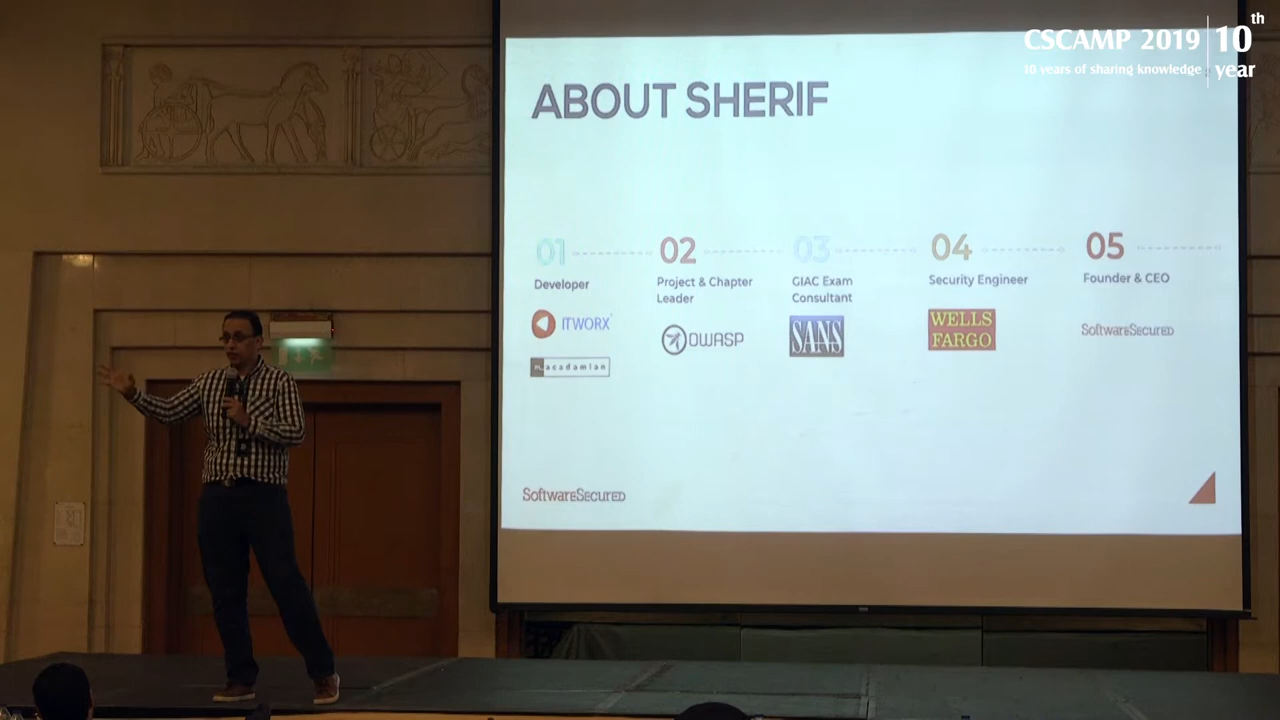 CSCAMP 2019
10 years of sharing knowledge
10th
year
ABOUT SHERIF
01
Developer
ITWORX
macadamian
02
Project & Chapter
Leader
OWASP
03
GIAC Exam
Consultant
SANS
04
Security Engineer
WELLS
FARGO
05
Founder & CEO
SOFTWARESECURED
SOFTWARESECURED